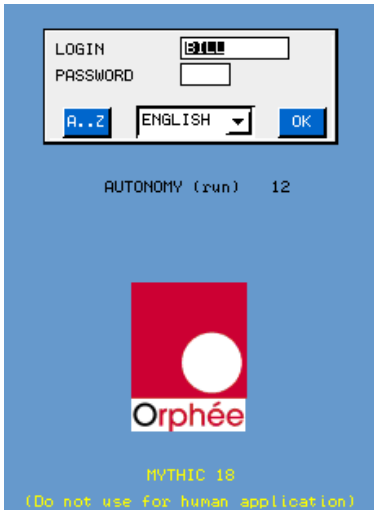 LOGIN BILL
PASSWORD
A..Z ENGLISH OK
AUTONOMY (run) 12
Orphée
MYTHIC 18
(Do not use for human application)